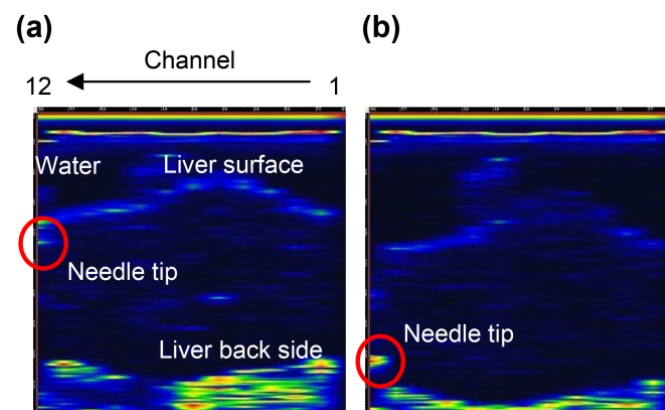 (a)
(b)
Channel
12
1
Water
Liver surface
Needle tip
Liver back side
Needle tip